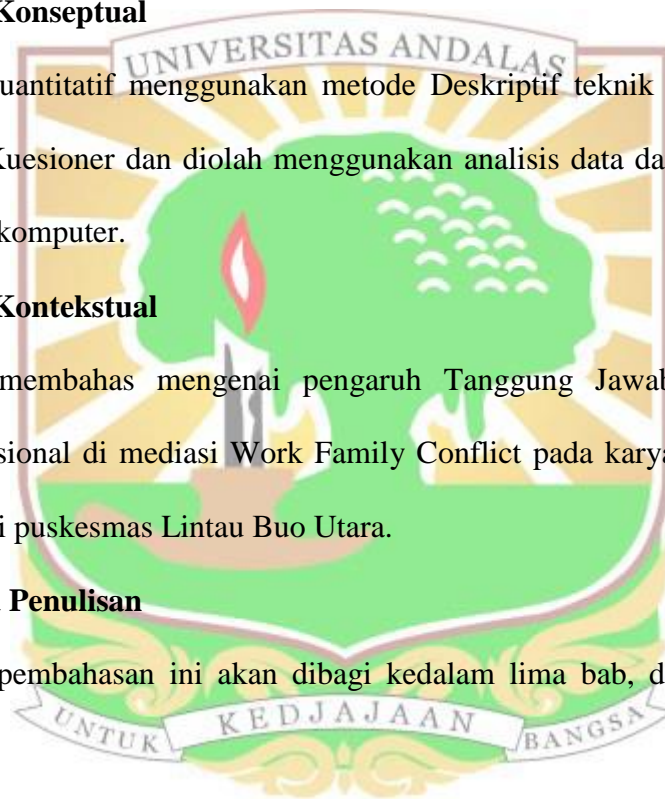 Konseptual
UNIVERSITAS ANDALAS
uantitatif menggunakan metode Deskriptif teknik
Kuesioner dan diolah menggunakan analisis data da
komputer.
Kontekstual
membahas mengenai pengaruh Tanggung Jawab
sional di mediasi Work Family Conflict pada karya
i puskesmas Lintau Buo Utara.
Penulisan
pembahasan ini akan dibagi kedalam lima bab, d
UNTUK KEDJAJAAN BANGSA